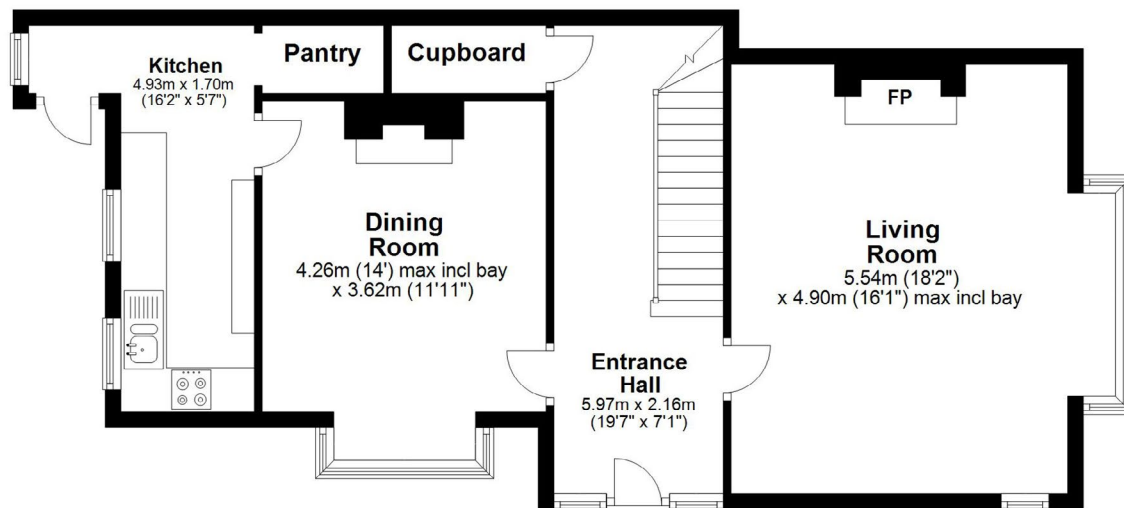 Kitchen
4.93m x 1.70m
(16'2" x 5'7")
Pantry
Cupboard
FP
Dining
Room
4.26m (14') max incl bay
x 3.62m (11'11")
Living
Room
5.54m (18'2")
x 4.90m (16'1") max incl bay
Entrance
Hall
5.97m x 2.16m
(19'7" x 7'1")